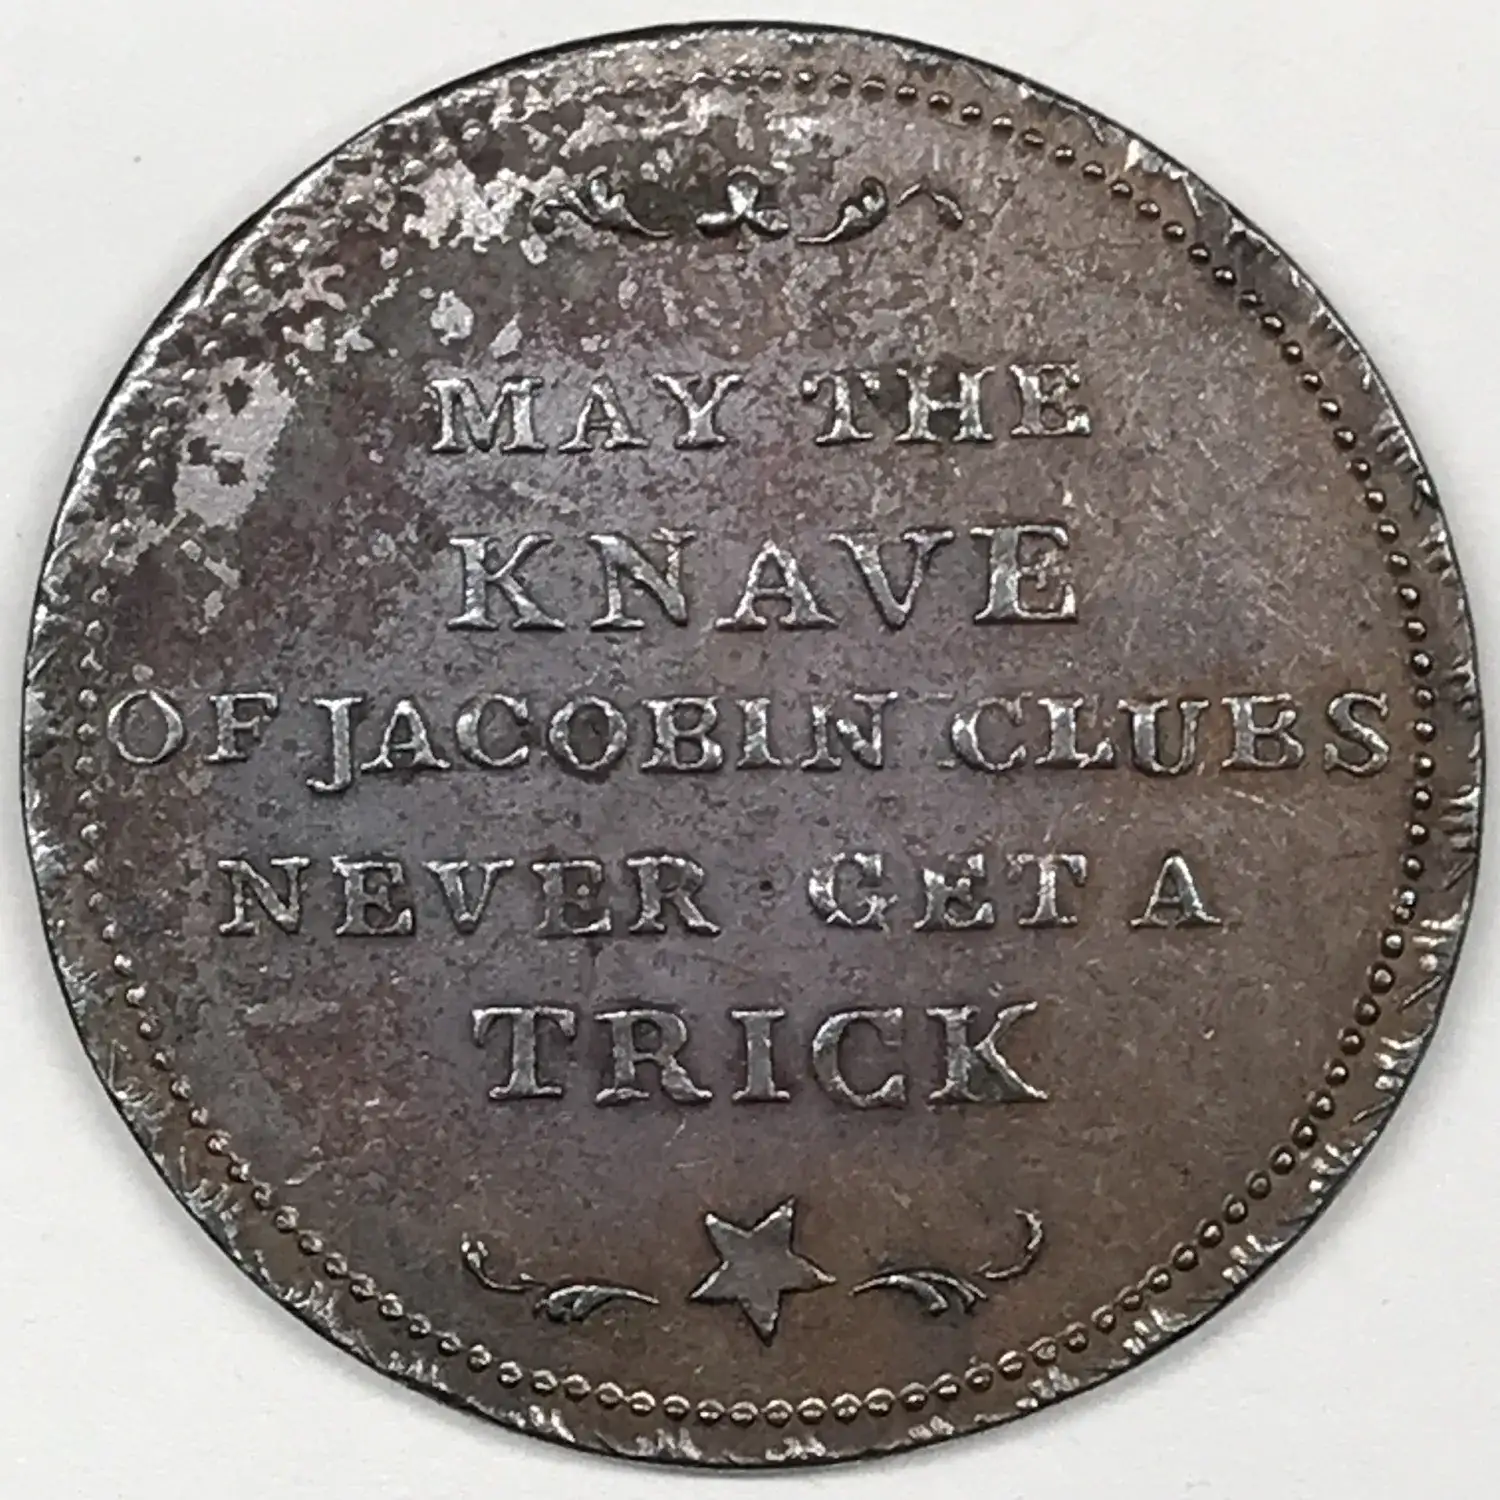 MAY THE
KNAVE
OF JACOBIN CLUBS
NEVER GET A
TRICK